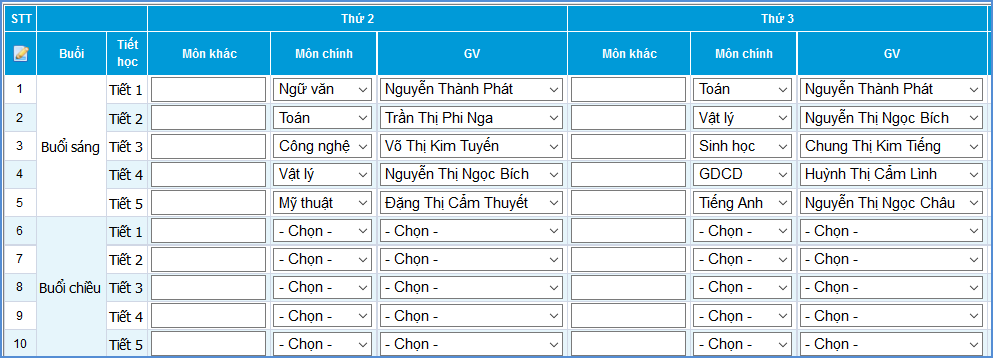 STT Thứ 2 Thứ 3
Buổi Tiết học Môn khác Môn chính GV Môn khác Môn chính GV
1 Tiết 1 Ngữ văn Nguyễn Thành Phát Toán Nguyễn Thành Phát
2 Tiết 2 Toán Trần Thị Phi Nga Vật lý Nguyễn Thị Ngọc Bích
3 Buổi sáng Tiết 3 Công nghệ Võ Thị Kim Tuyến Sinh học Chung Thị Kim Tiếng
4 Tiết 4 Vật lý Nguyễn Thị Ngọc Bích GDCD Huỳnh Thị Cẩm Lình
5 Tiết 5 Mỹ thuật Đặng Thị Cẩm Thuyết Tiếng Anh Nguyễn Thị Ngọc Châu
6 Tiết 1 - Chọn - - Chọn - - Chọn - - Chọn -
7 Tiết 2 - Chọn - - Chọn - - Chọn - - Chọn -
8 Buổi chiều Tiết 3 - Chọn - - Chọn - - Chọn - - Chọn -
9 Tiết 4 - Chọn - - Chọn - - Chọn - - Chọn -
10 Tiết 5 - Chọn - - Chọn - - Chọn - - Chọn -